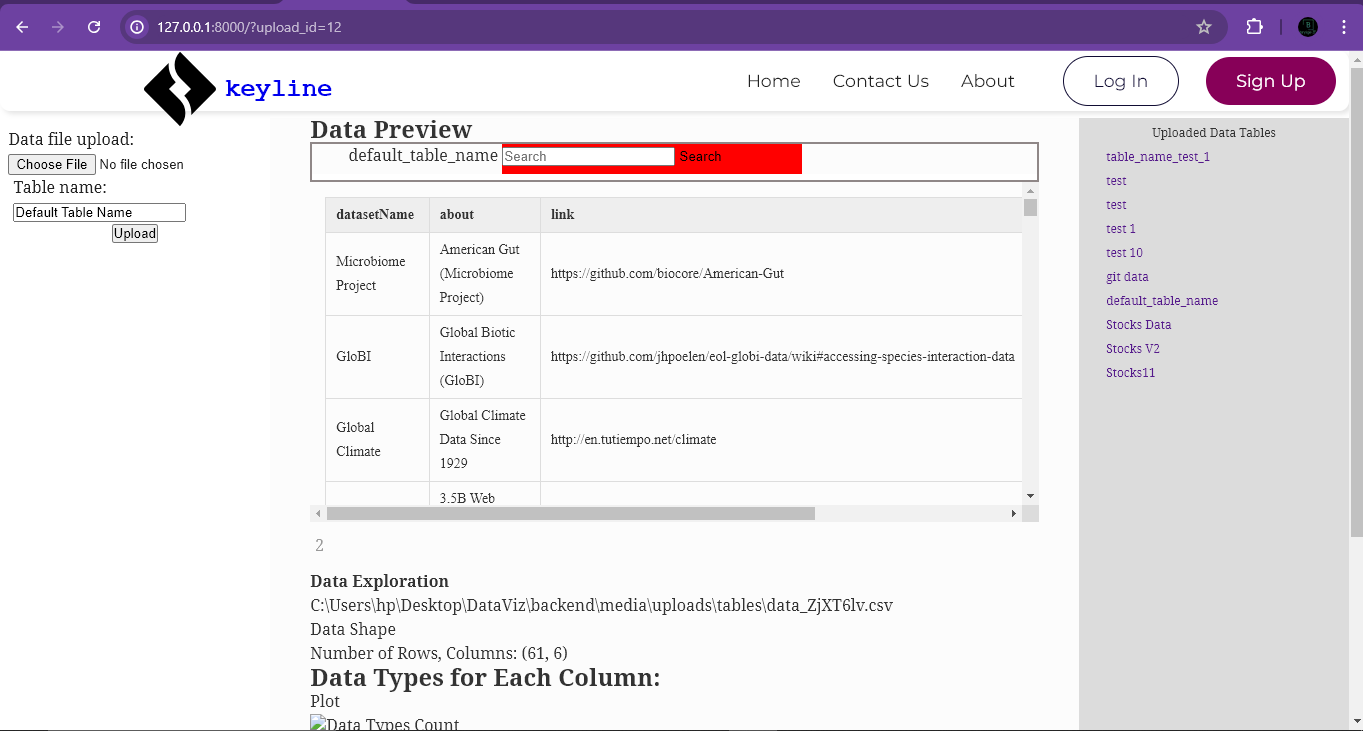 127.0.0.1:8000/?upload_id=12
keyline
Home Contact Us About Log In Sign Up
Data file upload:
Choose File No file chosen
Table name:
Default Table Name
Upload
Data Preview
default_table_name Search Search
datasetName about link
Microbiome Project American Gut (Microbiome Project) https://github.com/biocore/American-Gut
GloBI Global Biotic Interactions (GloBI) https://github.com/jhpoelen/eol-globi-data/wiki#accessing-species-interaction-data
Global Climate Global Climate Data Since 1929 http://en.tutiempo.net/climate
3.5B Web
2
Data Exploration
C:\Users\hp\Desktop\DataViz\backend\media\uploads\tables\data_ZjXT6lv.csv
Data Shape
Number of Rows, Columns: (61, 6)
Data Types for Each Column:
Plot
Data Types Count
Uploaded Data Tables
table_name_test_1
test
test
test 1
test 10
git data
default_table_name
Stocks Data
Stocks V2
Stocks11